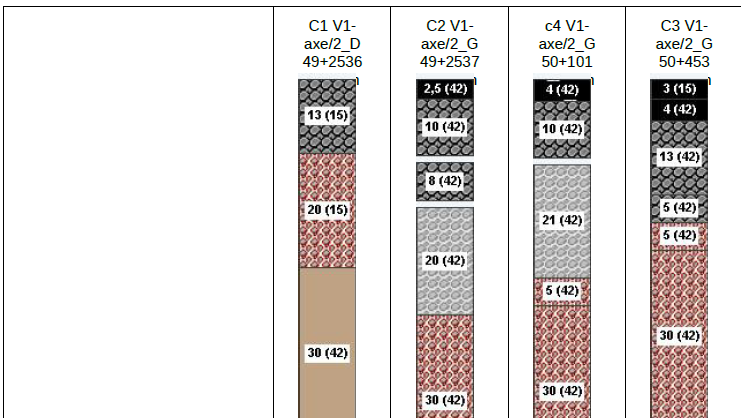 C1 V1-
axe/2_D
49+2536
C2 V1-
axe/2_G
49+2537
c4 V1-
axe/2_G
50+101
C3 V1-
axe/2_G
50+453
13 (15)
20 (15)
30 (42)
2,5 (42)
10 (42)
8 (42)
20 (42)
30 (42)
4 (42)
10 (42)
21 (42)
5 (42)
30 (42)
3 (15)
4 (42)
13 (42)
5 (42)
5 (42)
30 (42)